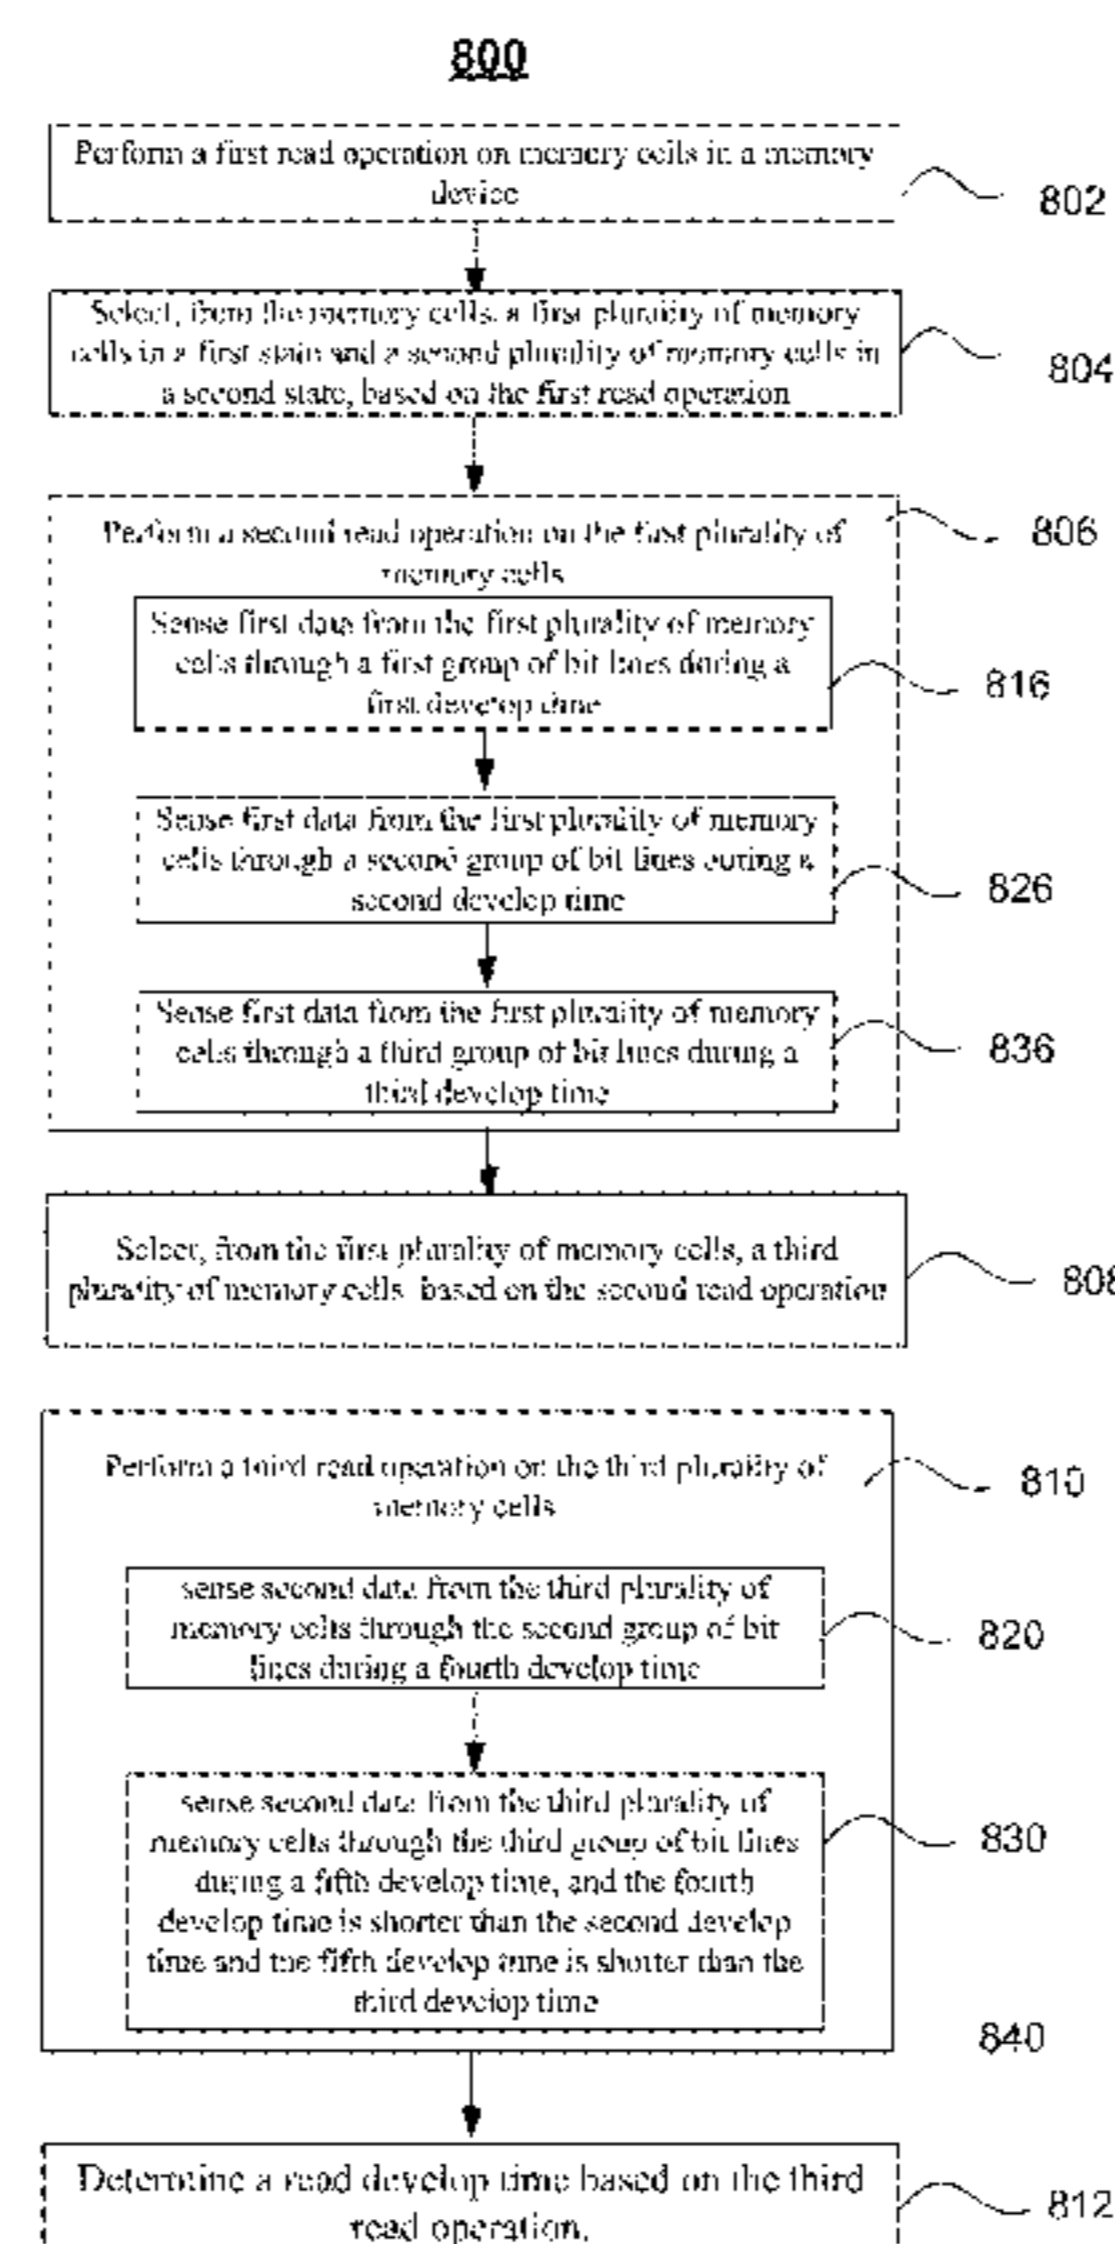 800
Perform a first read operation on memory cells in a memory
device
802
Select, from the memory cells, a first plurality of memory
cells in a first state and a second plurality of memory cells in
a second state, based on the first read operation
804
Perform a second read operation on the first plurality of
memory cells
806
Sense first data from the first plurality of memory
cells through a first group of bit lines during a
first develop time
816
Sense first data from the first plurality of memory
cells through a second group of bit lines during a
second develop time
826
Sense first data from the first plurality of memory
cells through a third group of bit lines during a
third develop time
836
Select, from the first plurality of memory cells, a third
plurality of memory cells, based on the second read operation
808
Perform a third read operation on the third plurality of
memory cells
810
sense second data from the third plurality of
memory cells through the second group of bit
lines during a fourth develop time
820
sense second data from the third plurality of
memory cells through the third group of bit lines
during a fifth develop time, and the fourth
develop time is shorter than the second develop
time and the fifth develop time is shorter than the
third develop time
830
840
Determine a read develop time based on the third
read operation.
812